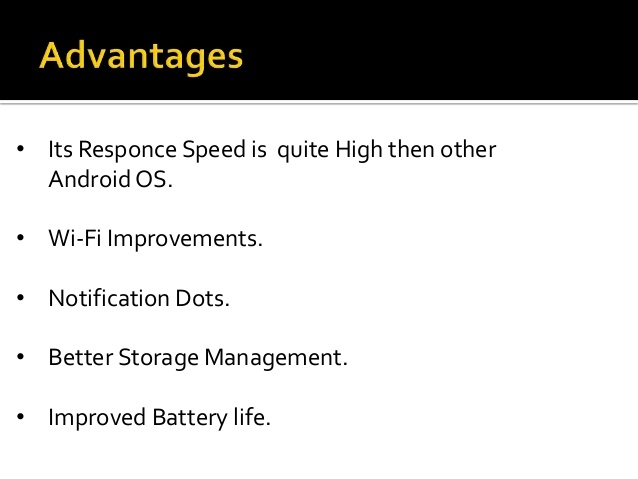 Advantages
• Its Responce Speed is quite High then other
Android OS.
• Wi-Fi Improvements.
• Notification Dots.
• Better Storage Management.
• Improved Battery life.